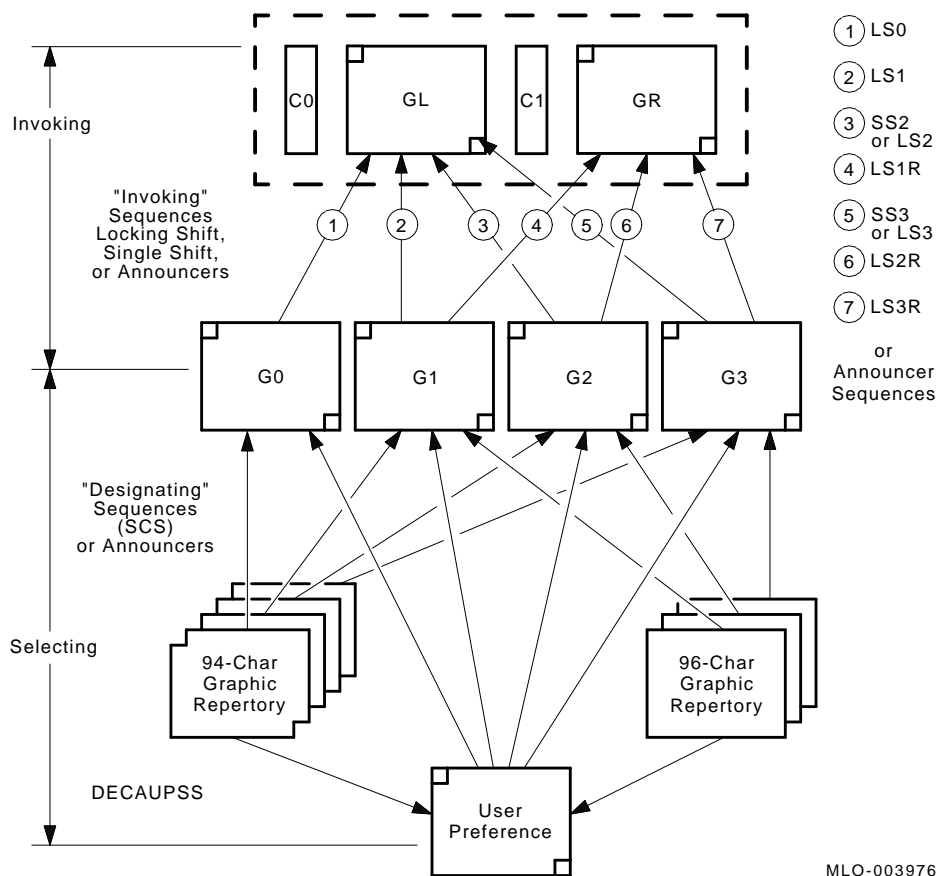 C0
GL
C1
GR
1 LS0
2 LS1
3 SS2
or LS2
4 LS1R
5 SS3
or LS3
6 LS2R
7 LS3R
or
Announcer
Sequences
Invoking
"Invoking"
Sequences
Locking Shift,
Single Shift,
or Announcers
1
2
3
4
5
6
7
G0
G1
G2
G3
"Designating"
Sequences
(SCS)
or Announcers
Selecting
94-Char
Graphic
Repertory
96-Char
Graphic
Repertory
DECAUPSS
User
Preference
MLO-003976